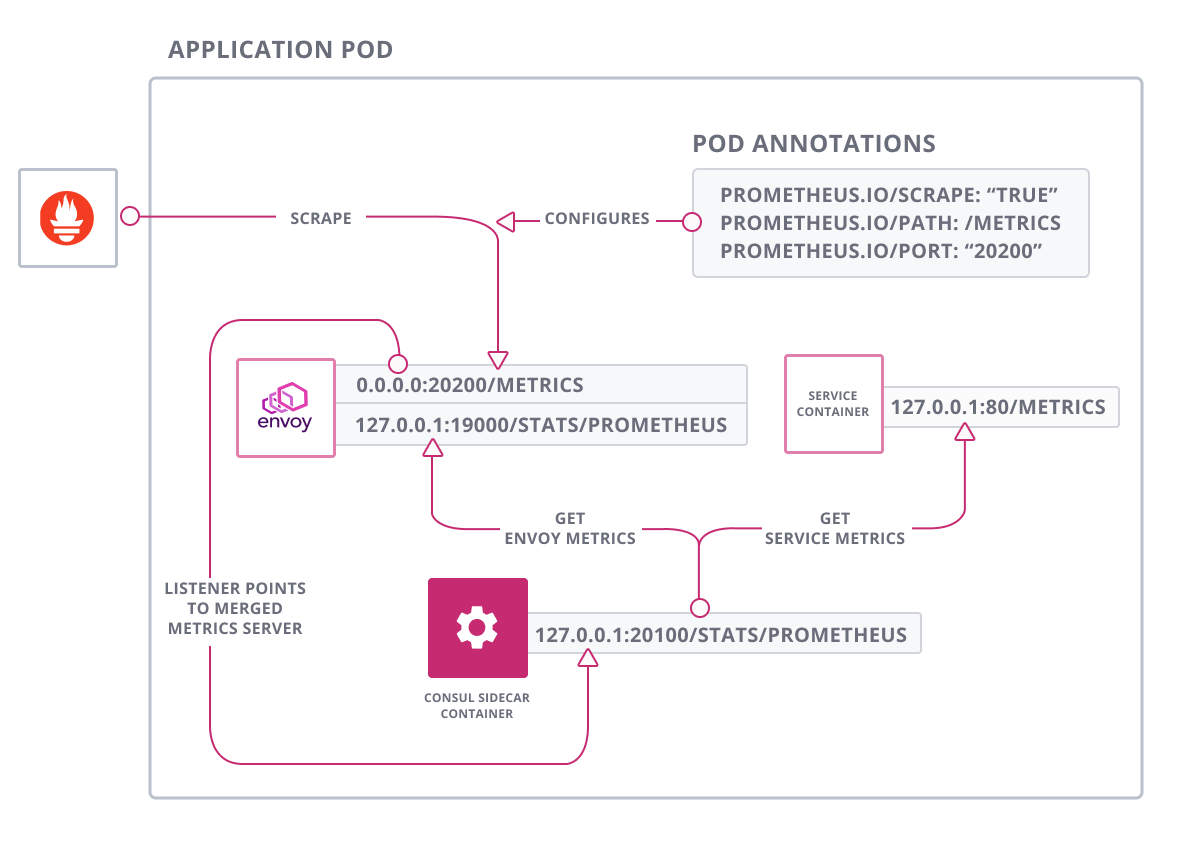 APPLICATION POD
POD ANNOTATIONS
PROMETHEUS.IO/SCRAPE: “TRUE”
PROMETHEUS.IO/PATH: /METRICS
PROMETHEUS.IO/PORT: “20200”
SCRAPE
CONFIGURES
envoy
0.0.0.0:20200/METRICS
127.0.0.1:19000/STATS/PROMETHEUS
SERVICE
CONTAINER
127.0.0.1:80/METRICS
GET
ENVOY METRICS
GET
SERVICE METRICS
LISTENER POINTS
TO MERGED
METRICS SERVER
127.0.0.1:20100/STATS/PROMETHEUS
CONSUL SIDECAR
CONTAINER